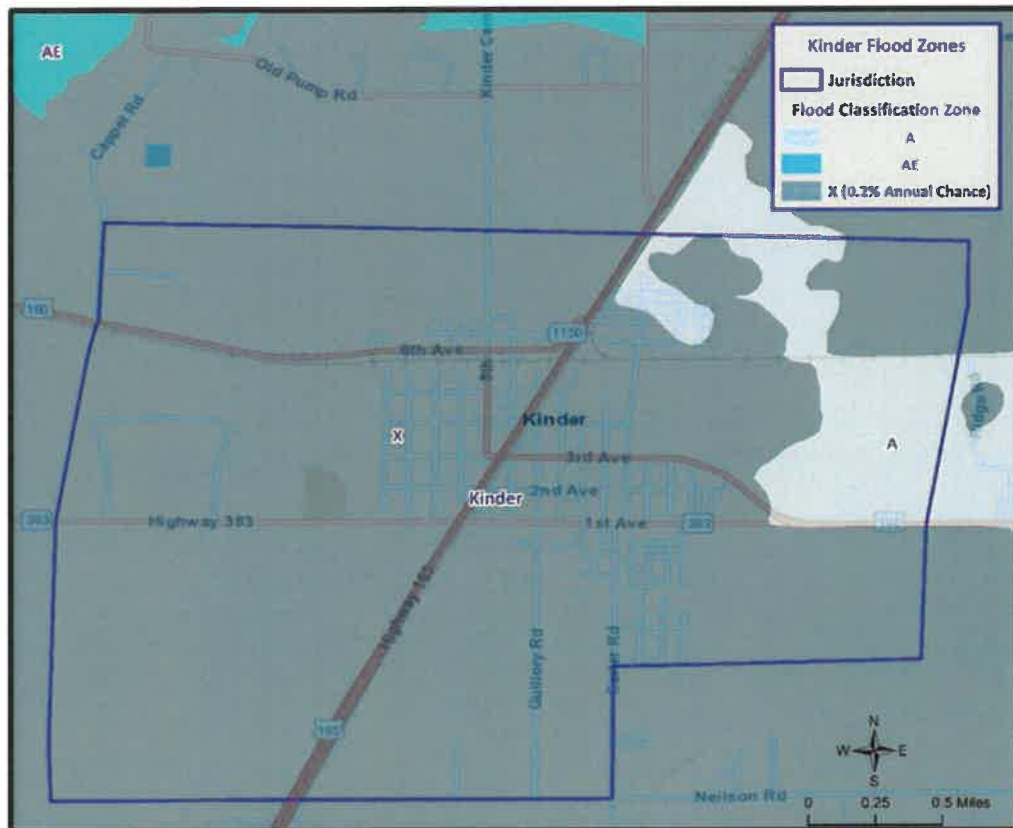 AE
Kinder Flood Zones
Jurisdiction
Flood Classification Zone
A
AE
X (0.2% Annual Chance)
Old Pump Rd
Cappel Rd
Kinder
190
1150
6th Ave
8th
Kinder
X
3rd Ave
A
2nd Ave
Kinder
383
Highway 383
1st Ave
383
Highway 165
Guillory Rd
Rd
165
N
W E
S
Neilson Rd
0 0.25 0.5 Miles